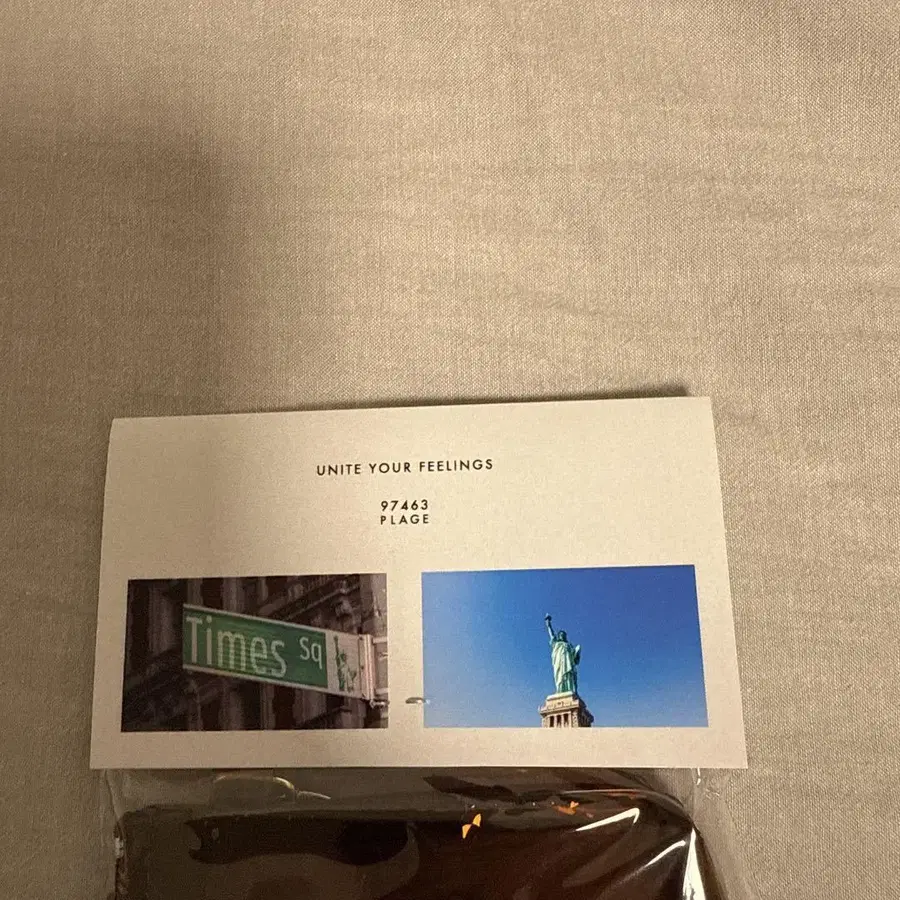 UNITE YOUR FEELINGS
97463
PLAGE
Times Sq